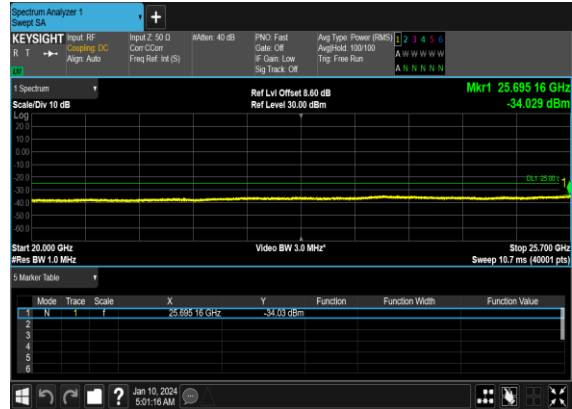 Spectrum Analyzer 1
Swept SA
+
KEYSIGHT Input: RF Input Z: 50 Ω #Atten: 40 dB PNO: Fast Avg Type: Power (RMS) 1 2 3 4 5 6
R T Coupling: DC Corr CCorr Gate: Off Avg|Hold: 100/100 A W W W W W
Align: Auto Freq Ref: Int (S) IF Gain: Low Trig: Free Run
Sig Track: Off A N N N N N
1 Spectrum Ref Lvl Offset 8.60 dB Mkr1 25.695 16 GHz
Scale/Div 10 dB Ref Level 30.00 dBm -34.029 dBm
Log
20.0
10.0
0.00
-10.0
-20.0
DL1 -25.00 1
-30.0
-40.0
-50.0
-60.0
Start 20.000 GHz Video BW 3.0 MHz* Stop 25.700 GHz
#Res BW 1.0 MHz Sweep 10.7 ms (40001 pts)
5 Marker Table
Mode Trace Scale X Y Function Function Width Function Value
1 N 1 f 25.695 16 GHz -34.03 dBm
2
3
4
5
6
? Jan 10, 2024
5:01:16 AM